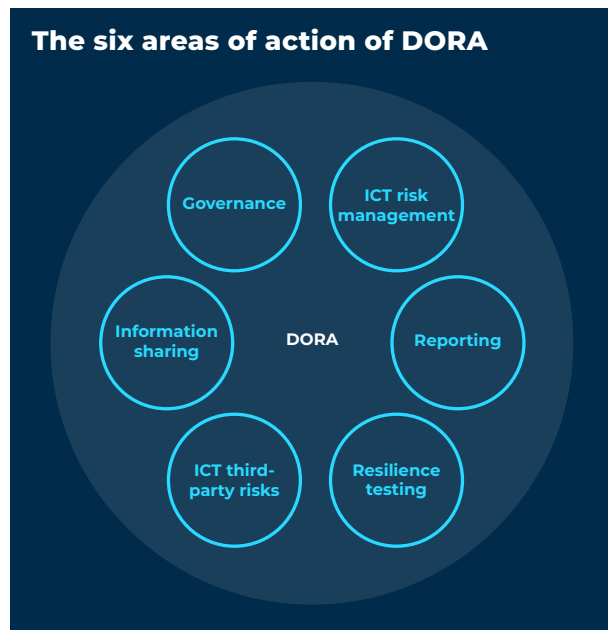 The six areas of action of DORA
Governance
ICT risk
management
Information
sharing
DORA
Reporting
ICT third-
party risks
Resilience
testing